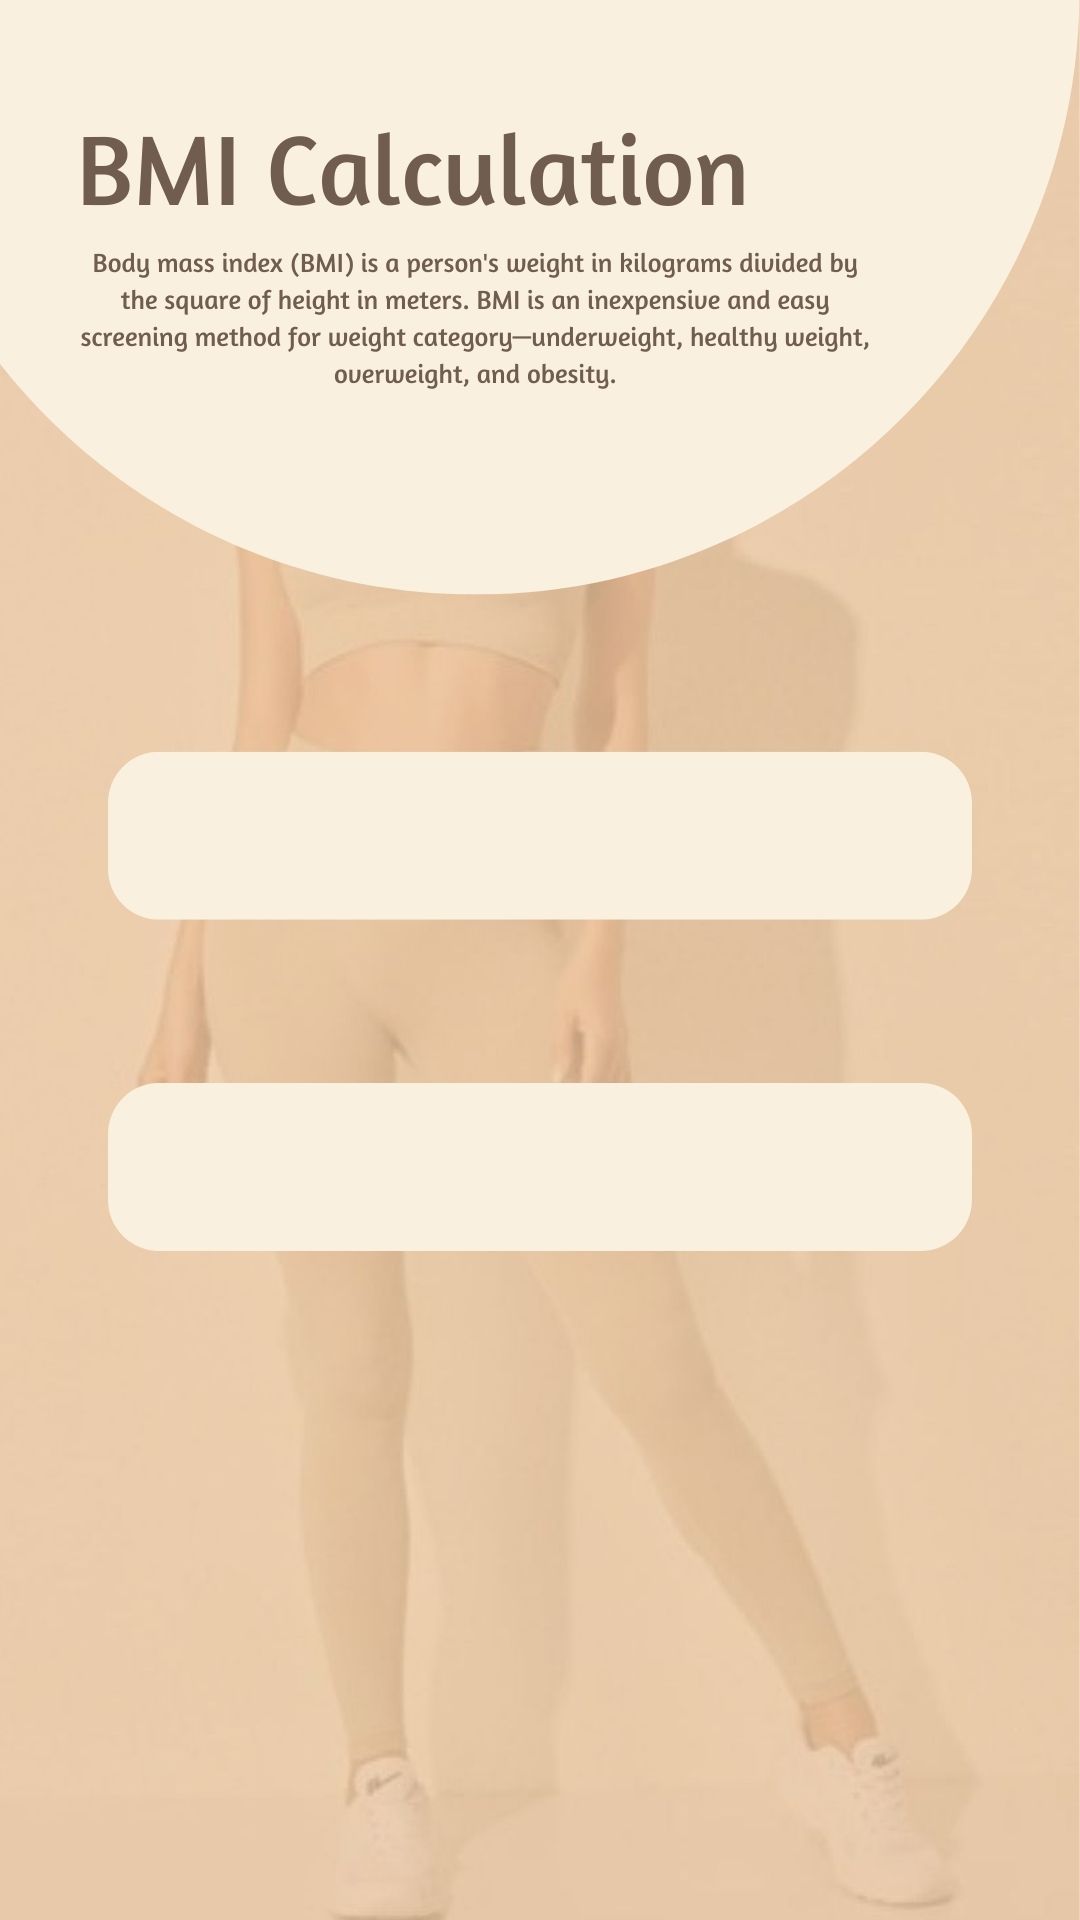 BMI Calculation
Body mass index (BMI) is a person's weight in kilograms divided by
the square of height in meters. BMI is an inexpensive and easy
screening method for weight category—underweight, healthy weight,
overweight, and obesity.